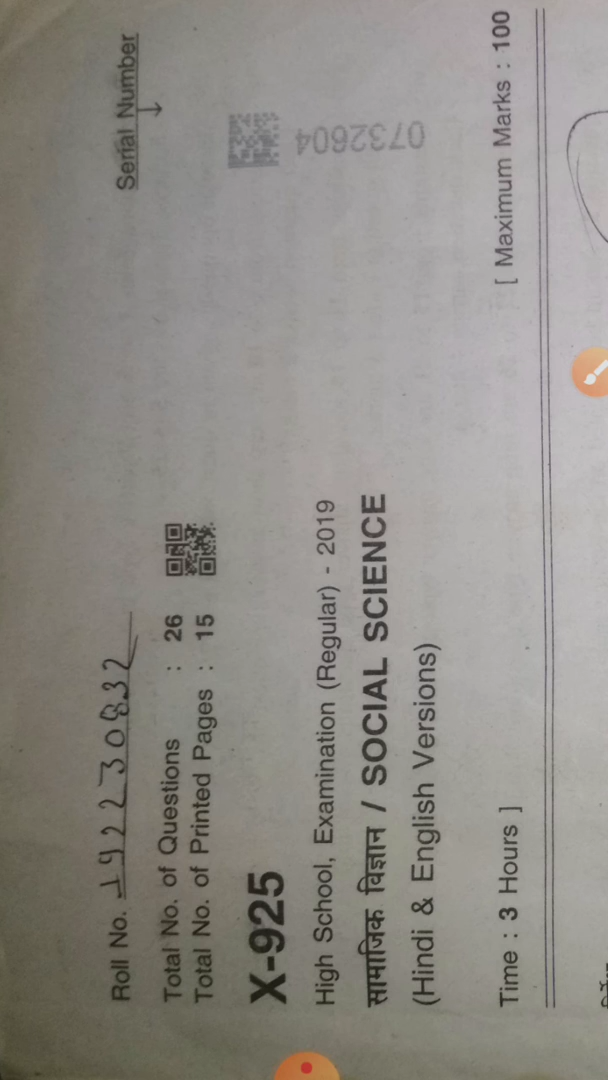 Roll No. 1922230832
Serial Number
↓
Total No. of Questions : 26
Total No. of Printed Pages : 15
0732604
X-925
High School, Examination (Regular) - 2019
सामाजिक विज्ञान / SOCIAL SCIENCE
(Hindi & English Versions)
Time : 3 Hours ]
[ Maximum Marks : 100